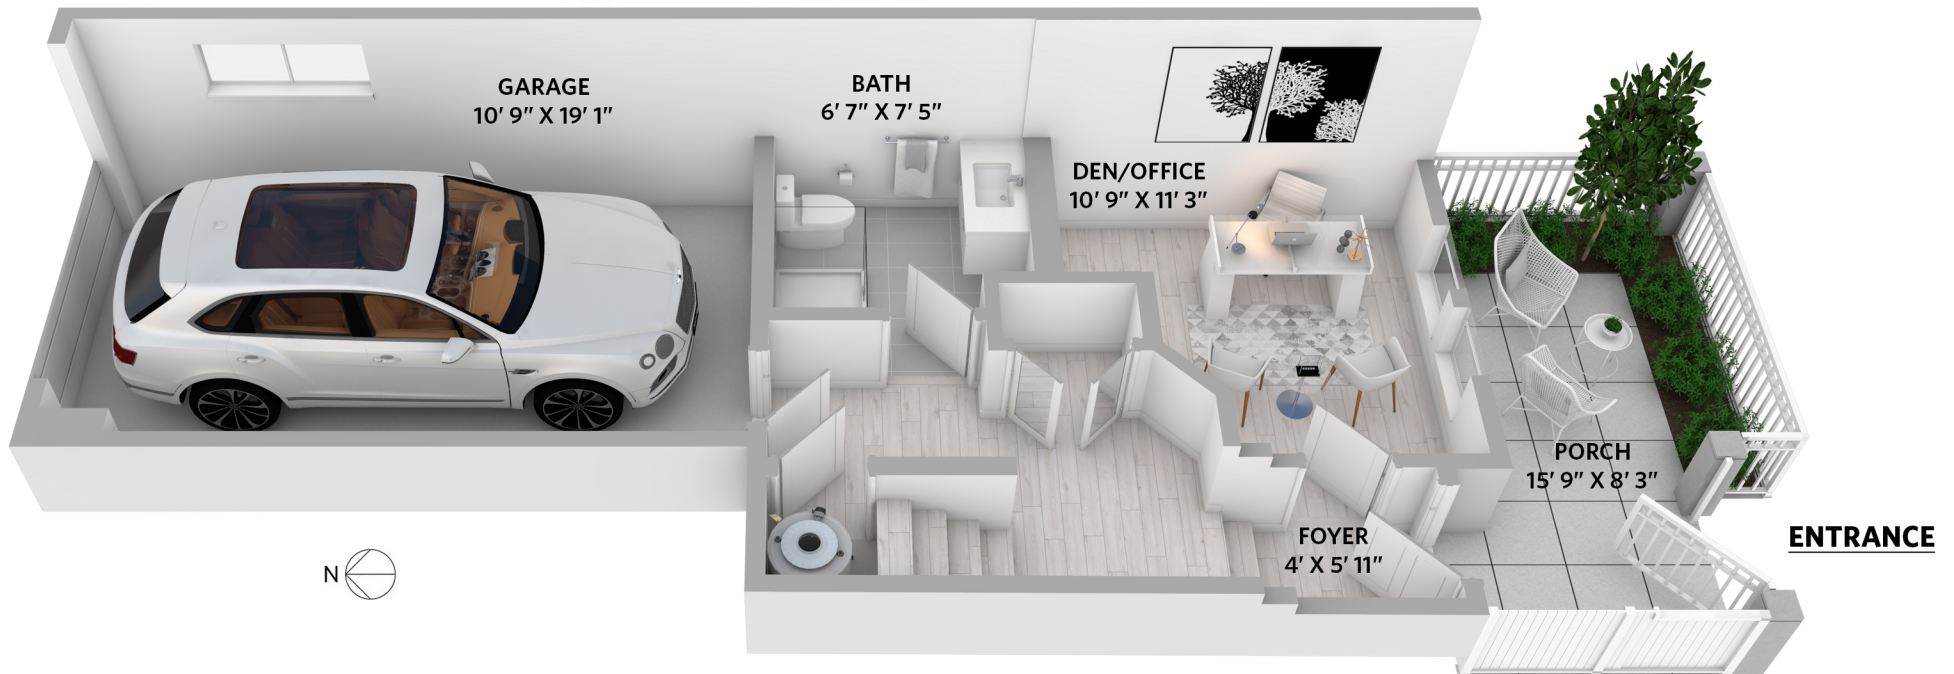 GARAGE
10' 9" X 19' 1"
BATH
6' 7" X 7' 5"
DEN/OFFICE
10' 9" X 11' 3"
PORCH
15' 9" X 8' 3"
ENTRANCE
FOYER
4' X 5' 11"
N